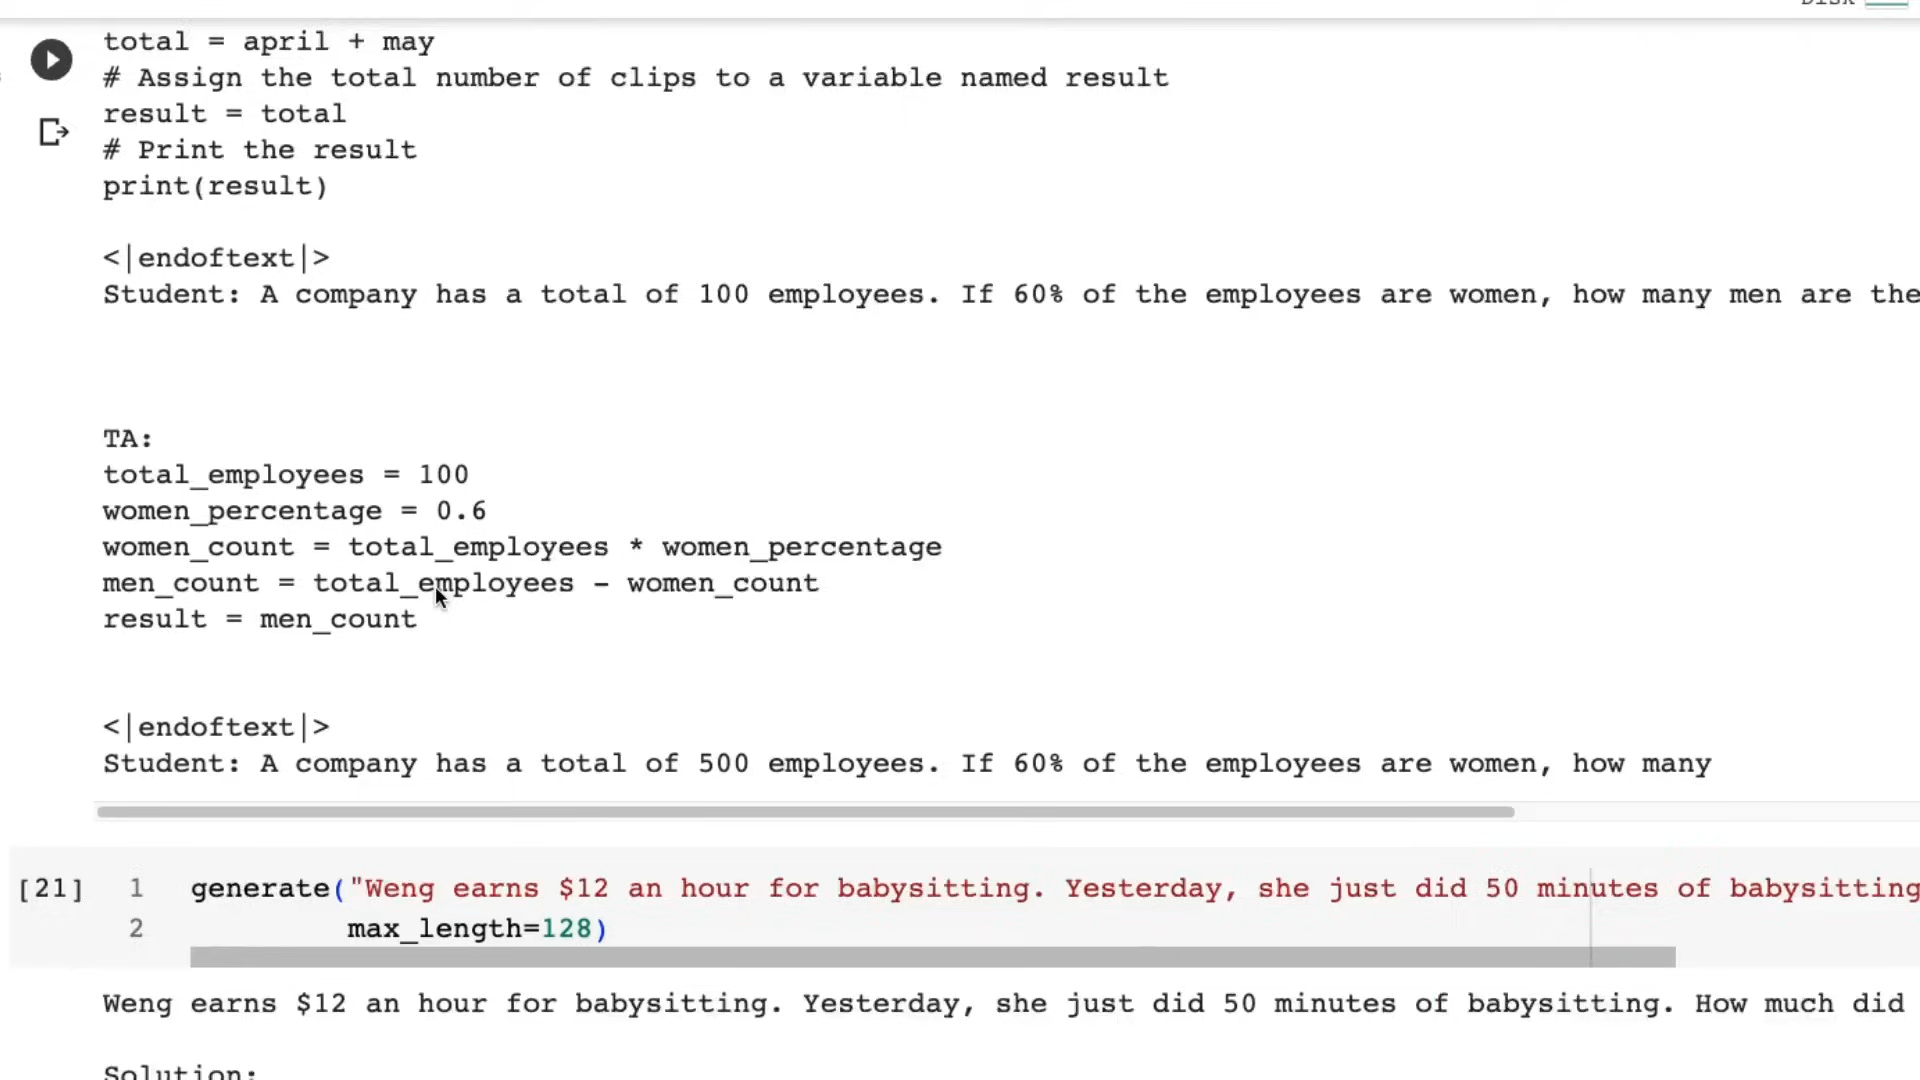 Disk
total = april + may
# Assign the total number of clips to a variable named result
result = total
# Print the result
print(result)
<|endoftext|>
Student: A company has a total of 100 employees. If 60% of the employees are women, how many men are the
TA:
total_employees = 100
women_percentage = 0.6
women_count = total_employees * women_percentage
men_count = total_employees - women_count
result = men_count
<|endoftext|>
Student: A company has a total of 500 employees. If 60% of the employees are women, how many
[21] 1 generate("Weng earns $12 an hour for babysitting. Yesterday, she just did 50 minutes of babysitting
2 max_length=128)
Weng earns $12 an hour for babysitting. Yesterday, she just did 50 minutes of babysitting. How much did
Solution: